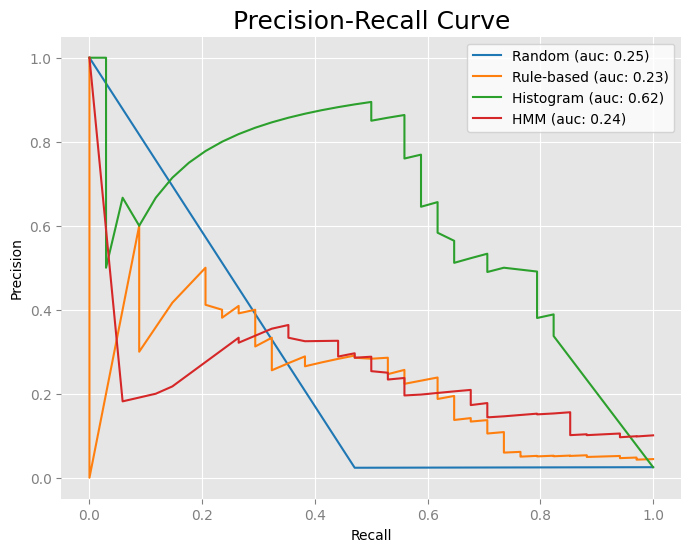 Precision-Recall Curve
Random (auc: 0.25)
Rule-based (auc: 0.23)
Histogram (auc: 0.62)
HMM (auc: 0.24)
Precision
1.0
0.8
0.6
0.4
0.2
0.0
0.0 0.2 0.4 0.6 0.8 1.0
Recall